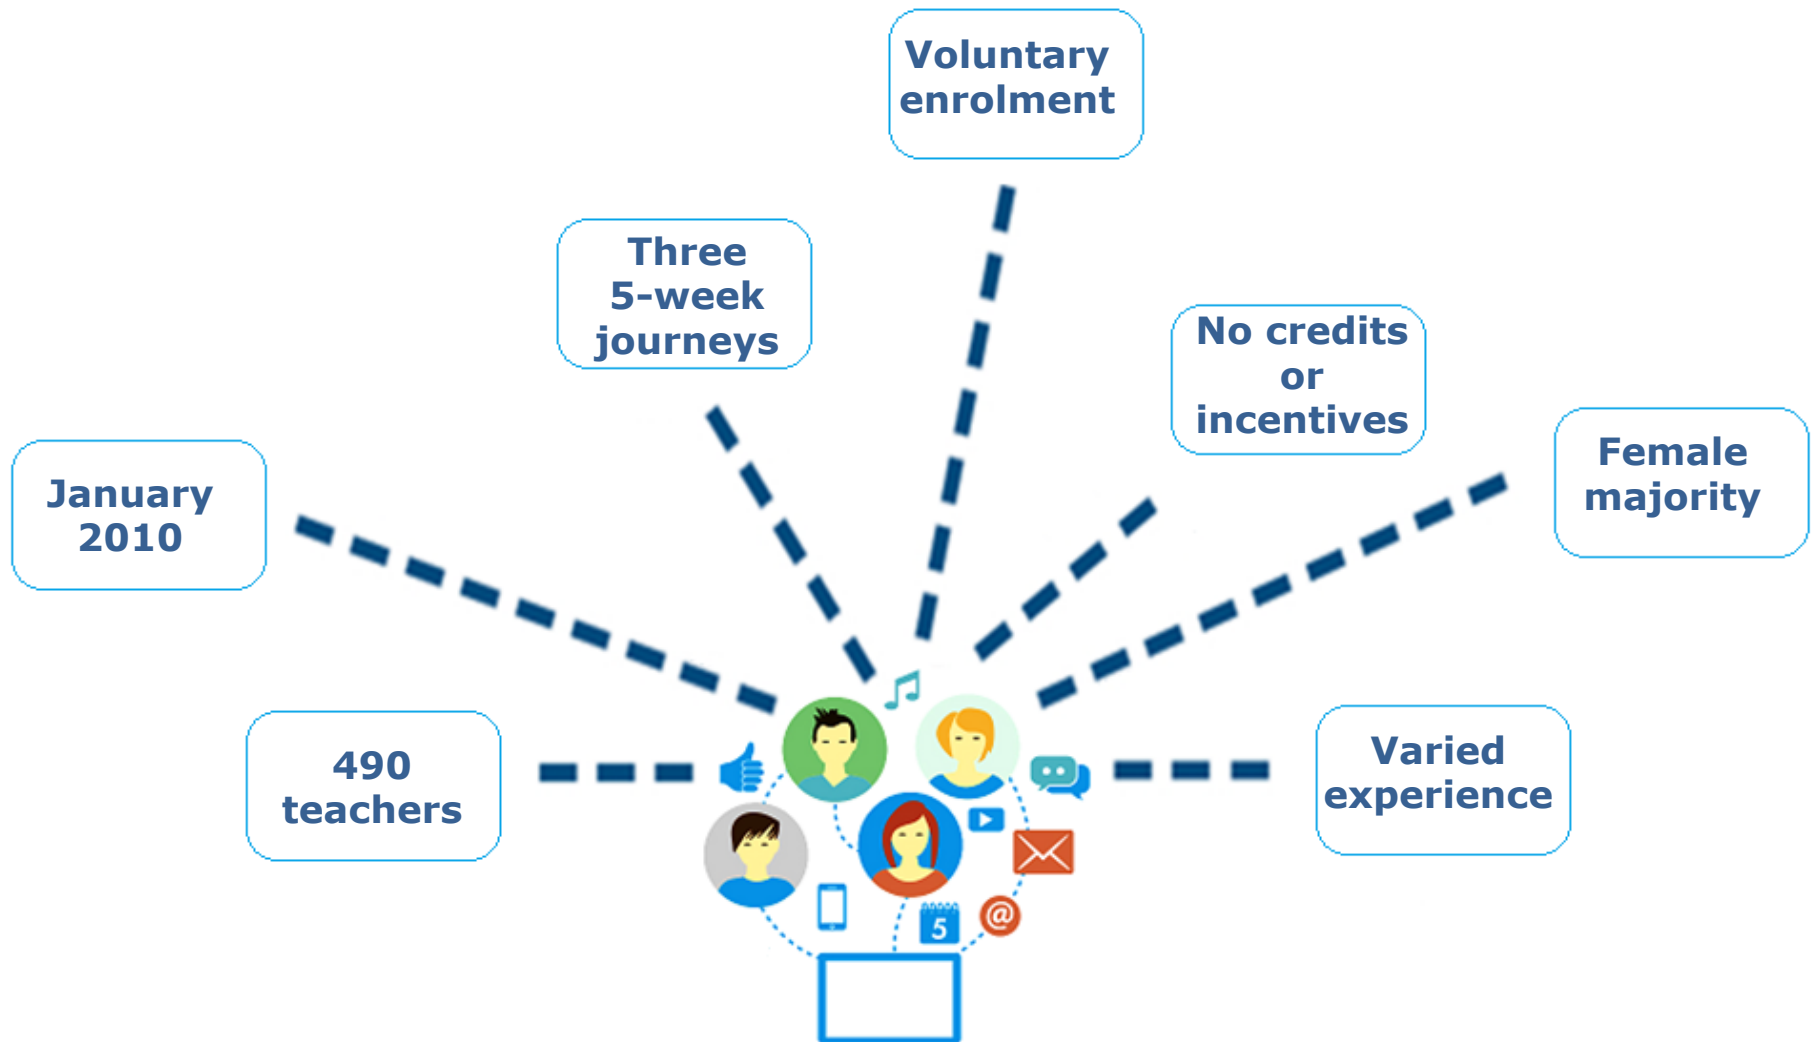 Voluntary
enrolment
Three
5-week
journeys
No credits
or
incentives
Female
majority
January
2010
490
teachers
Varied
experience
@
5